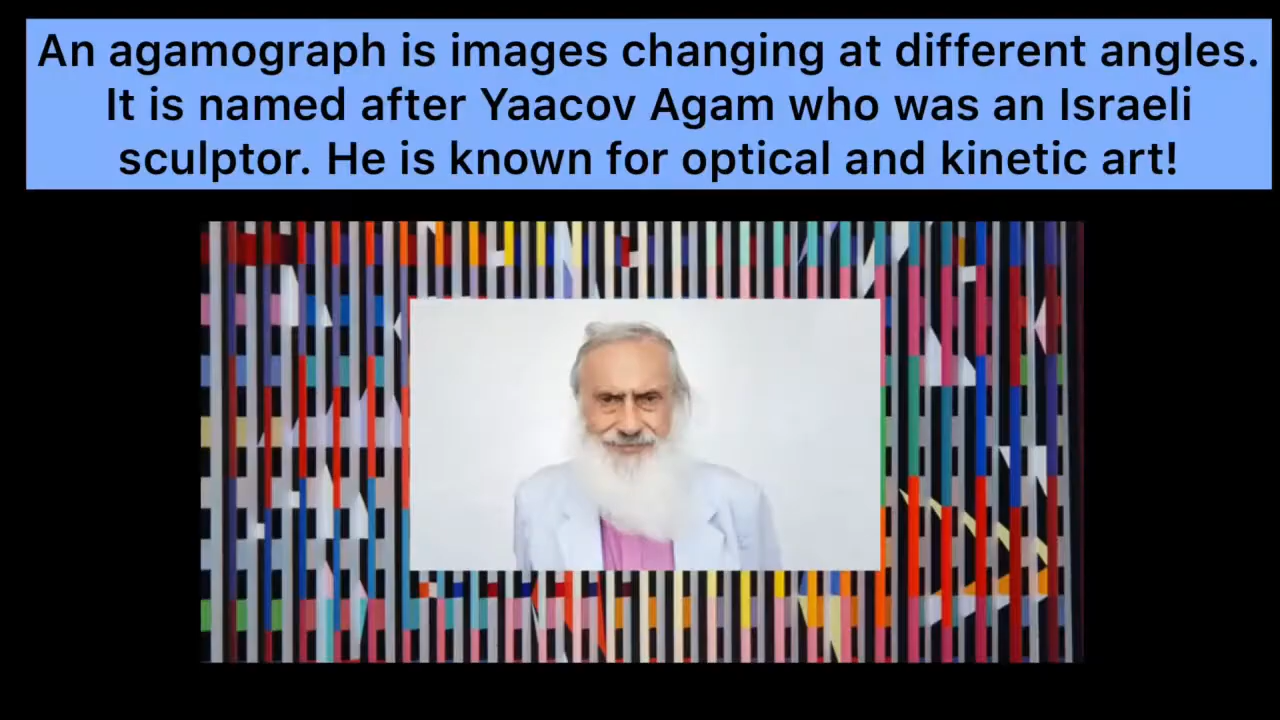 An agamograph is images changing at different angles.
It is named after Yaacov Agam who was an Israeli
sculptor. He is known for optical and kinetic art!